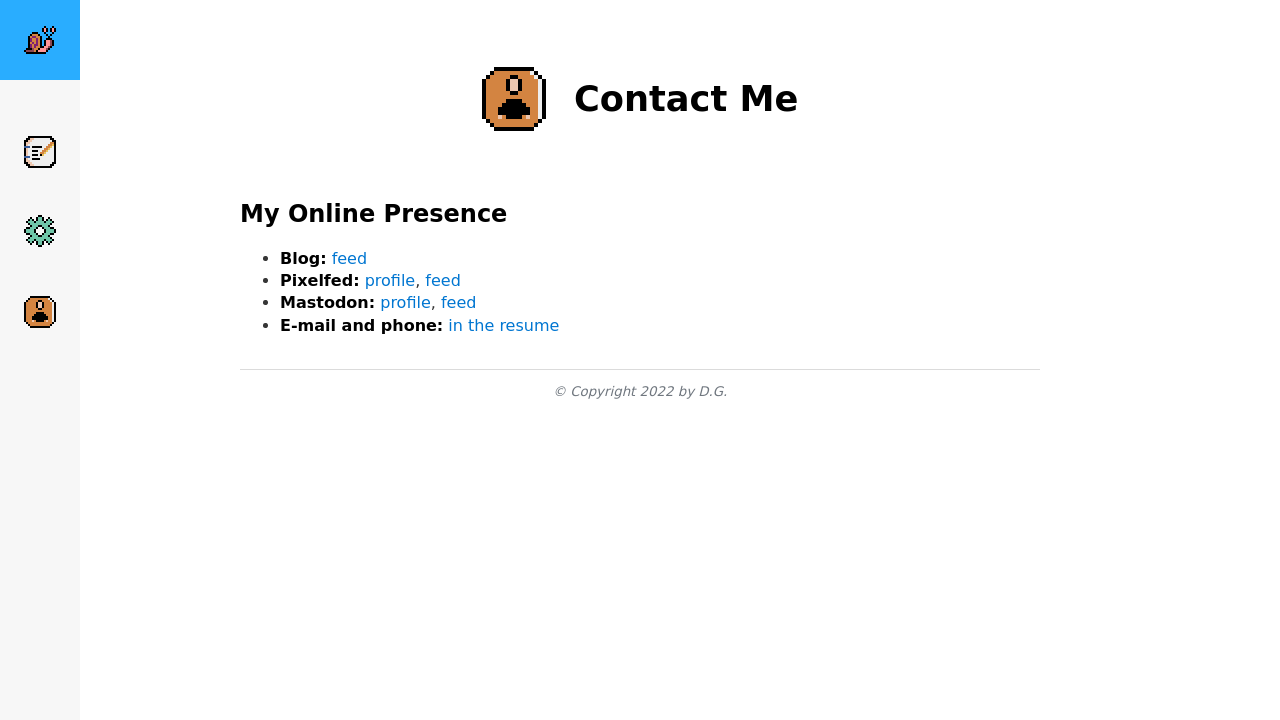 Contact Me
My Online Presence
Blog: feed
Pixelfed: profile, feed
Mastodon: profile, feed
E-mail and phone: in the resume
© Copyright 2022 by D.G.